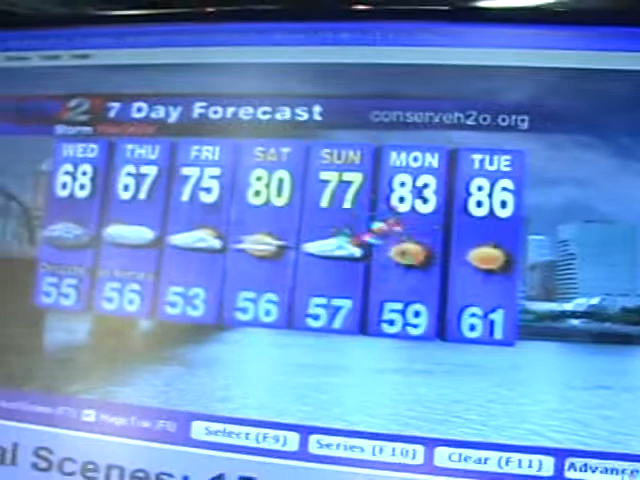 2 7 Day Forecast conserveh2o.org
Storm
WED THU FRI SAT SUN MON TUE
68 67 75 80 77 83 86
55 56 53 56 57 59 61
Select (F9) Series (F10) Clear (F11) Advance
al Scenes: